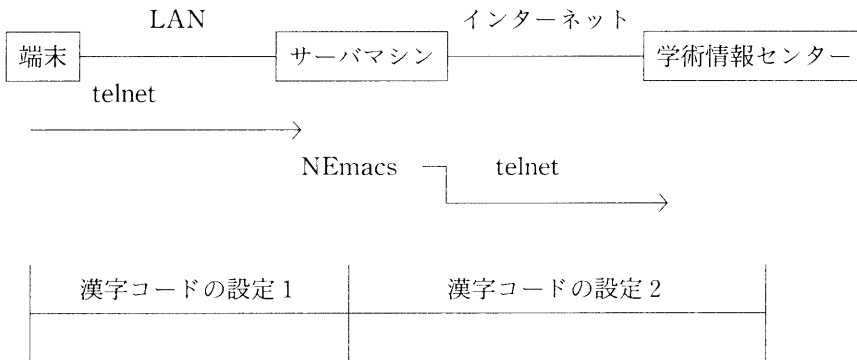 LAN インターネット
端末 サーバマシン 学術情報センター
telnet
NEmacs telnet
漢字コードの設定1 漢字コードの設定2